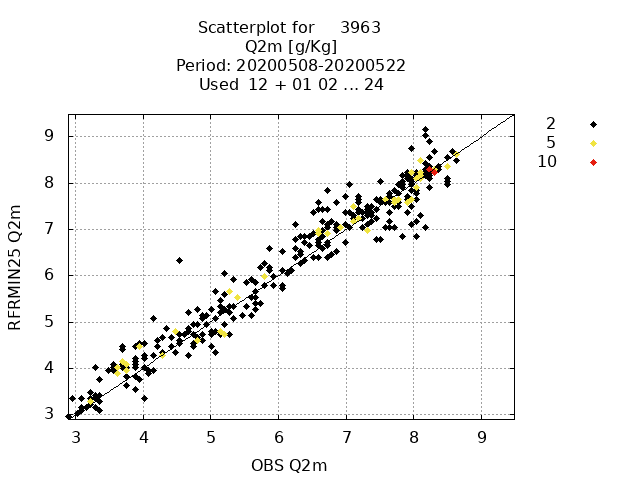 Scatterplot for 3963
Q2m [g/Kg]
Period: 20200508-20200522
Used 12 + 01 02 ... 24
2
5
10
9
8
7
6
5
4
3
RFRMIN25 Q2m
3 4 5 6 7 8 9
OBS Q2m